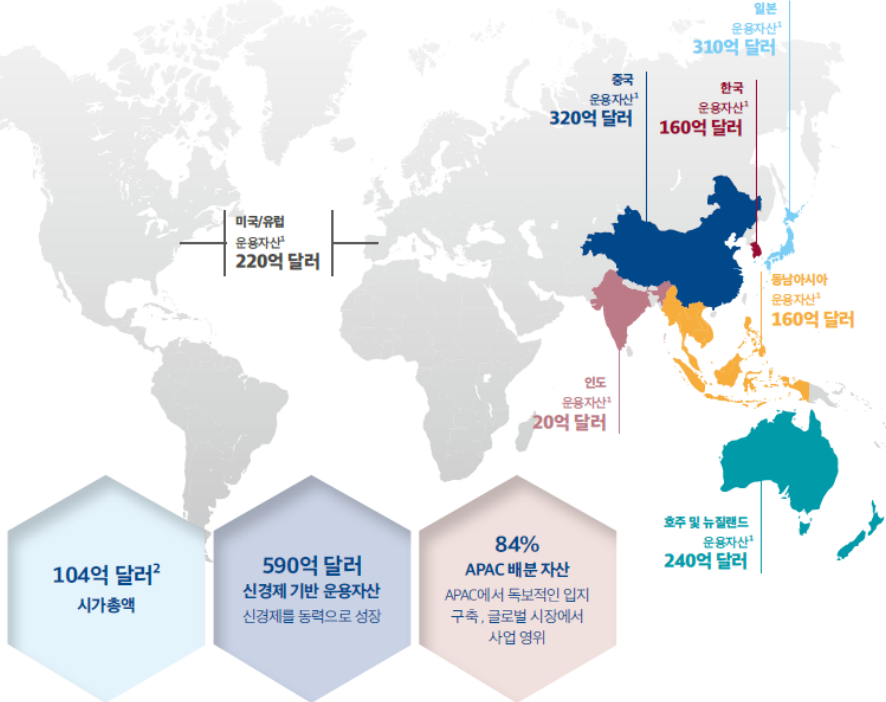 일본
운용자산¹
310억 달러
중국
운용자산¹
320억 달러
한국
운용자산¹
160억 달러
미국/유럽
운용자산¹
220억 달러
동남아시아
운용자산¹
160억 달러
인도
운용자산¹
20억 달러
호주 및 뉴질랜드
운용자산¹
240억 달러
104억 달러²
시가총액
590억 달러
신경제 기반 운용자산
신경제를 동력으로 성장
84%
APAC 배분 자산
APAC에서 독보적인 입지
구축 , 글로벌 시장에서
사업 영위